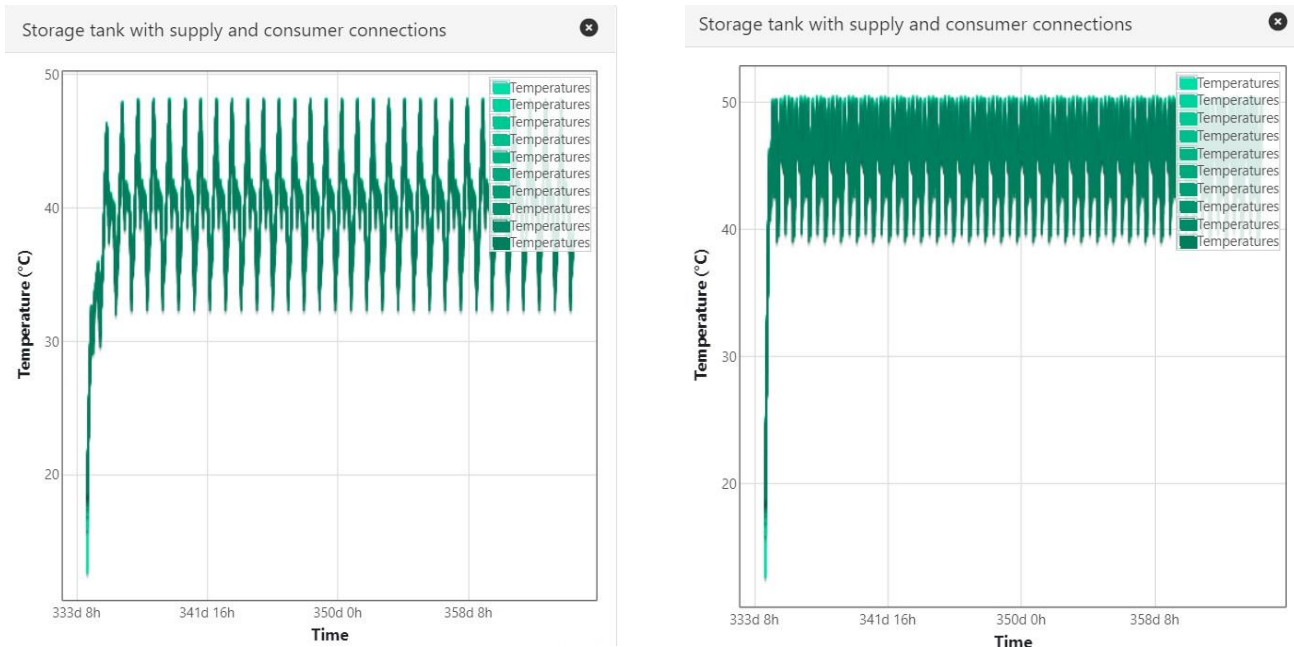 Storage tank with supply and consumer connections
50
40
30
20
Temperature (°C)
Temperatures
Temperatures
Temperatures
Temperatures
Temperatures
Temperatures
Temperatures
Temperatures
Temperatures
Temperatures
333d 8h 341d 16h 350d 0h 358d 8h
Time
Storage tank with supply and consumer connections
50
40
30
20
Temperature (°C)
Temperatures
Temperatures
Temperatures
Temperatures
Temperatures
Temperatures
Temperatures
Temperatures
Temperatures
Temperatures
333d 8h 341d 16h 350d 0h 358d 8h
Time